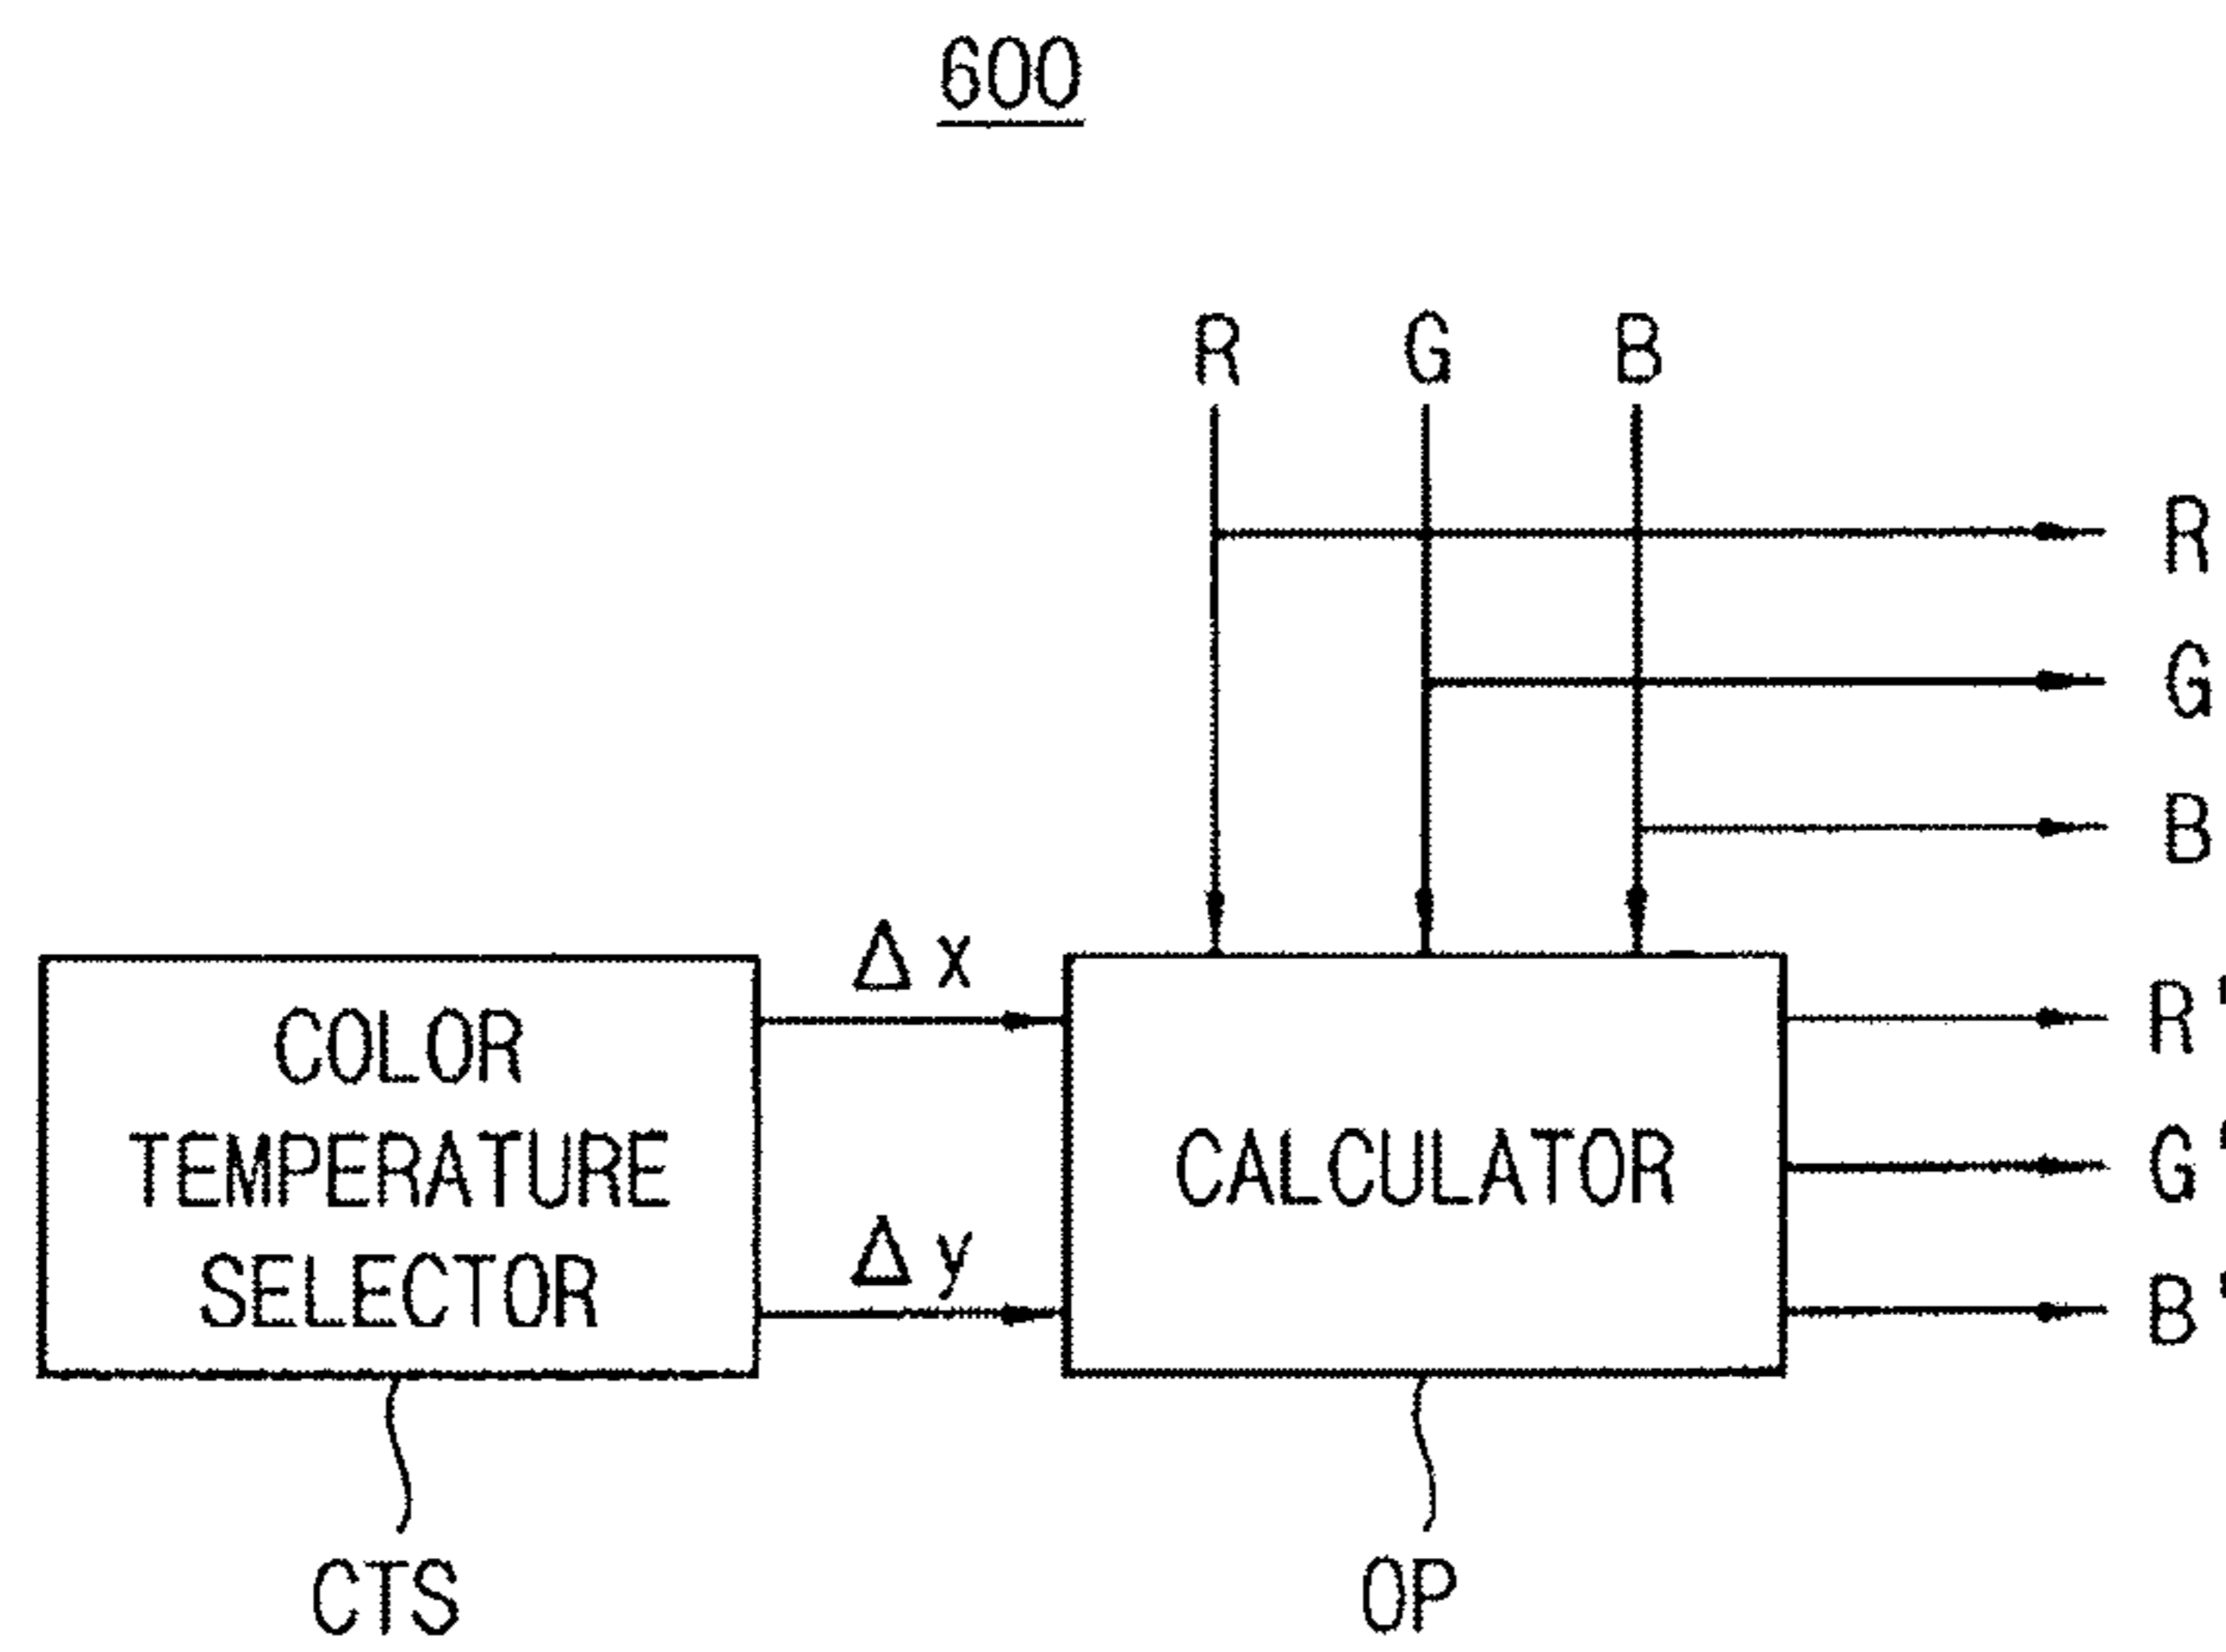 600
R G B
R
G
B
Δx
R'
COLOR
TEMPERATURE
SELECTOR
CALCULATOR
G'
Δy
B'
CTS
OP